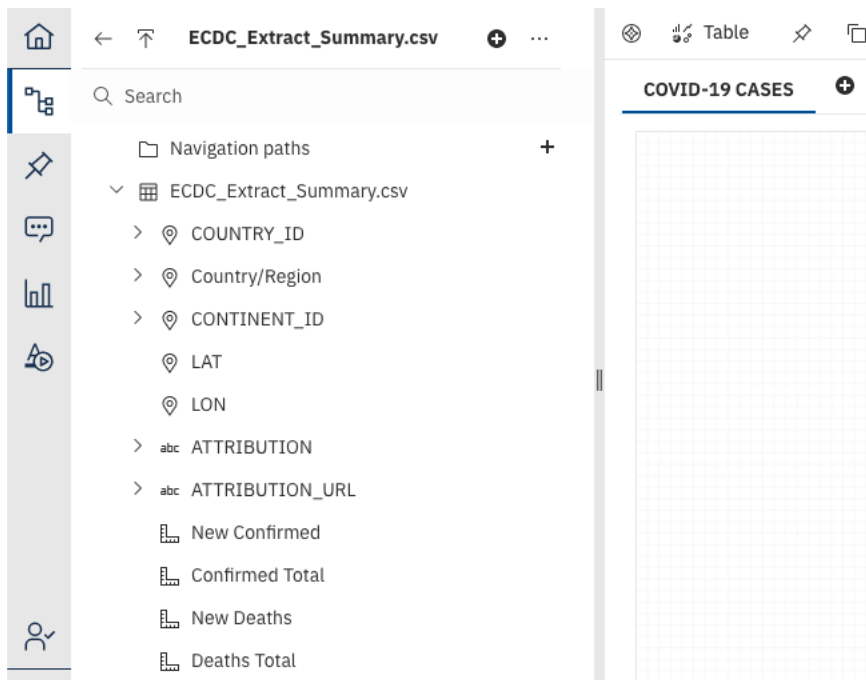 ECDC_Extract_Summary.csv
Table
Search
COVID-19 CASES
Navigation paths
ECDC_Extract_Summary.csv
COUNTRY_ID
Country/Region
CONTINENT_ID
LAT
LON
abc ATTRIBUTION
abc ATTRIBUTION_URL
New Confirmed
Confirmed Total
New Deaths
Deaths Total